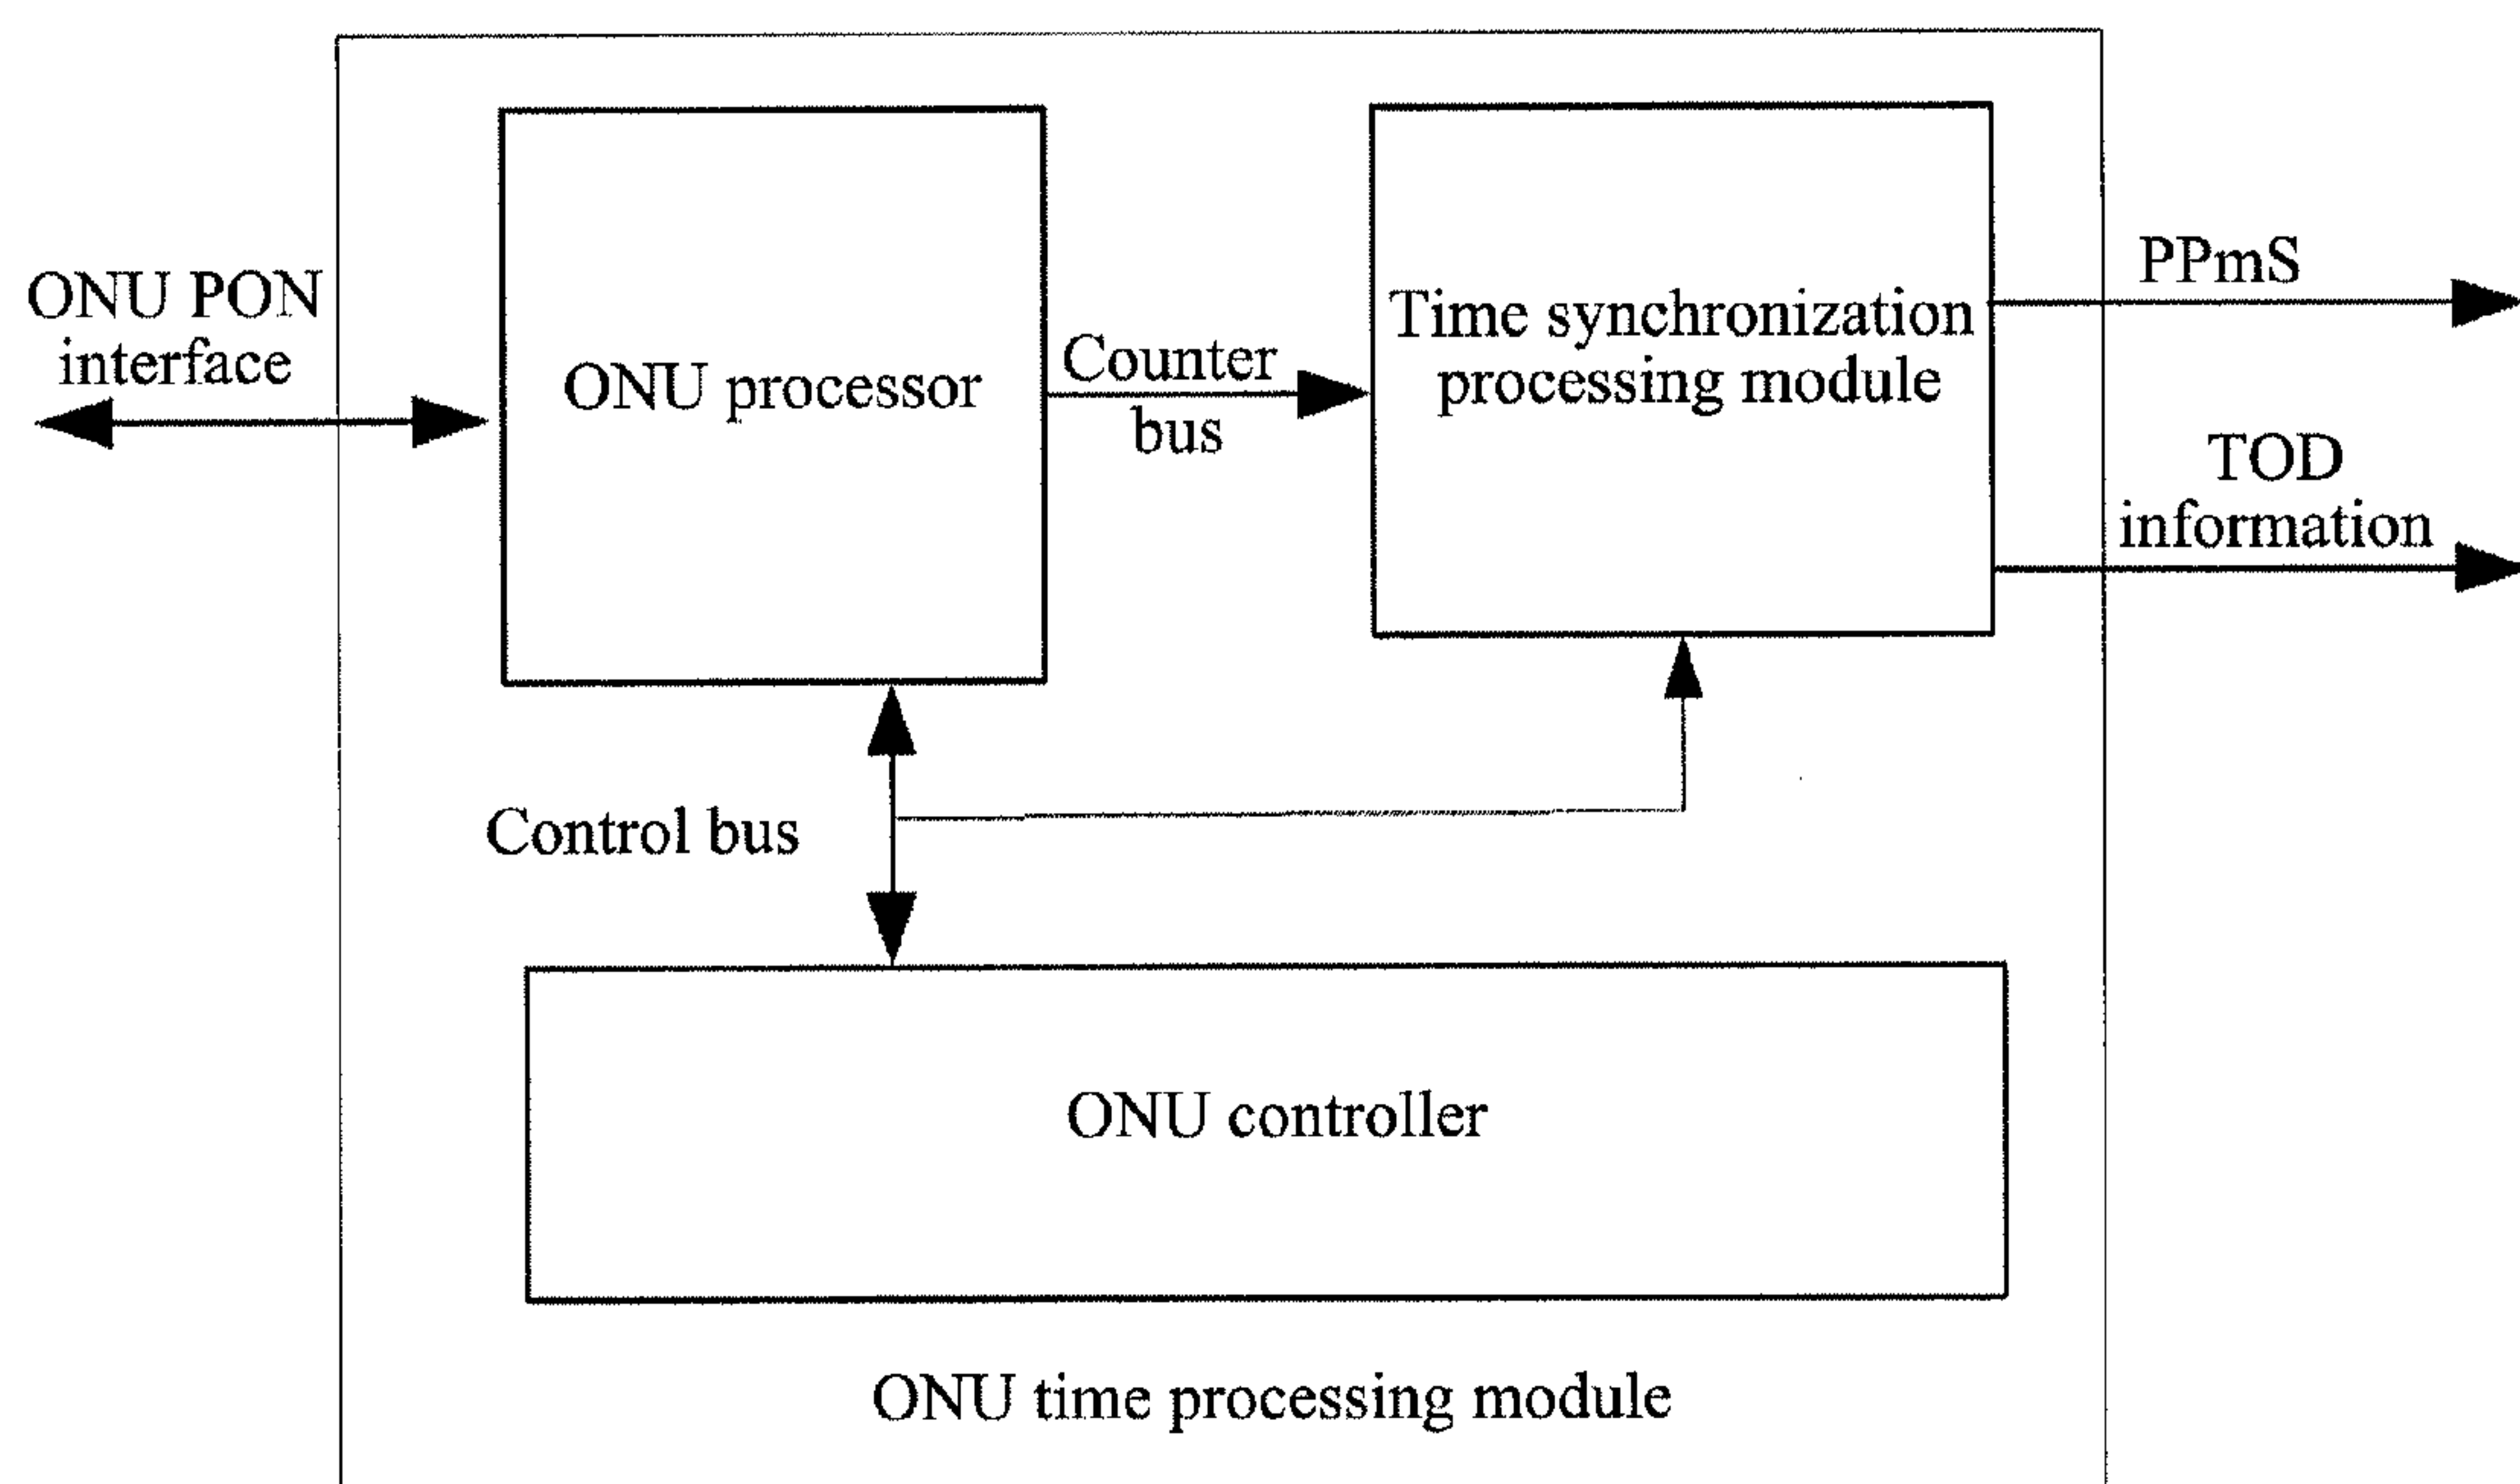 ONU PON
interface
ONU processor
Counter
bus
Time synchronization
processing module
PPmS
TOD
information
Control bus
ONU controller
ONU time processing module